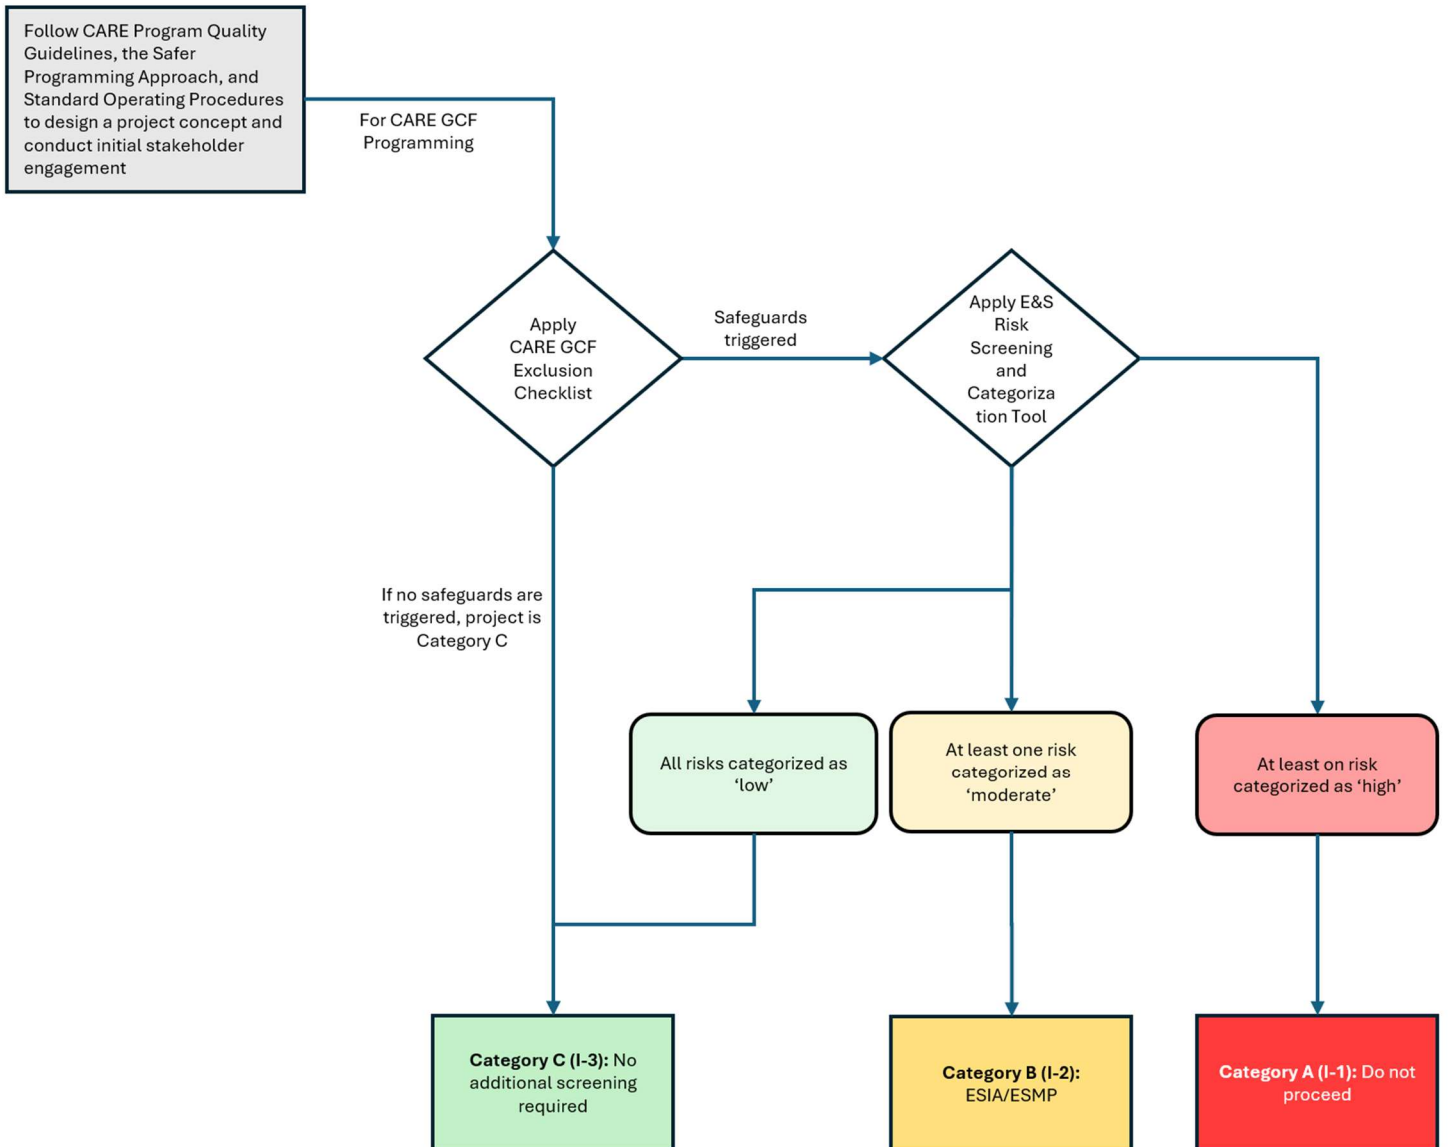 Follow CARE Program Quality
Guidelines, the Safer
Programming Approach, and
Standard Operating Procedures
to design a project concept and
conduct initial stakeholder
engagement
For CARE GCF
Programming
Apply
CARE GCF
Exclusion
Checklist
Safeguards
triggered
Apply E&S
Risk
Screening
and
Categoriza
tion Tool
If no safeguards are
triggered, project is
Category C
All risks categorized as
‘low’
At least one risk
categorized as
‘moderate’
At least on risk
categorized as ‘high’
Category C (I-3): No
additional screening
required
Category B (I-2):
ESIA/ESMP
Category A (I-1): Do not
proceed